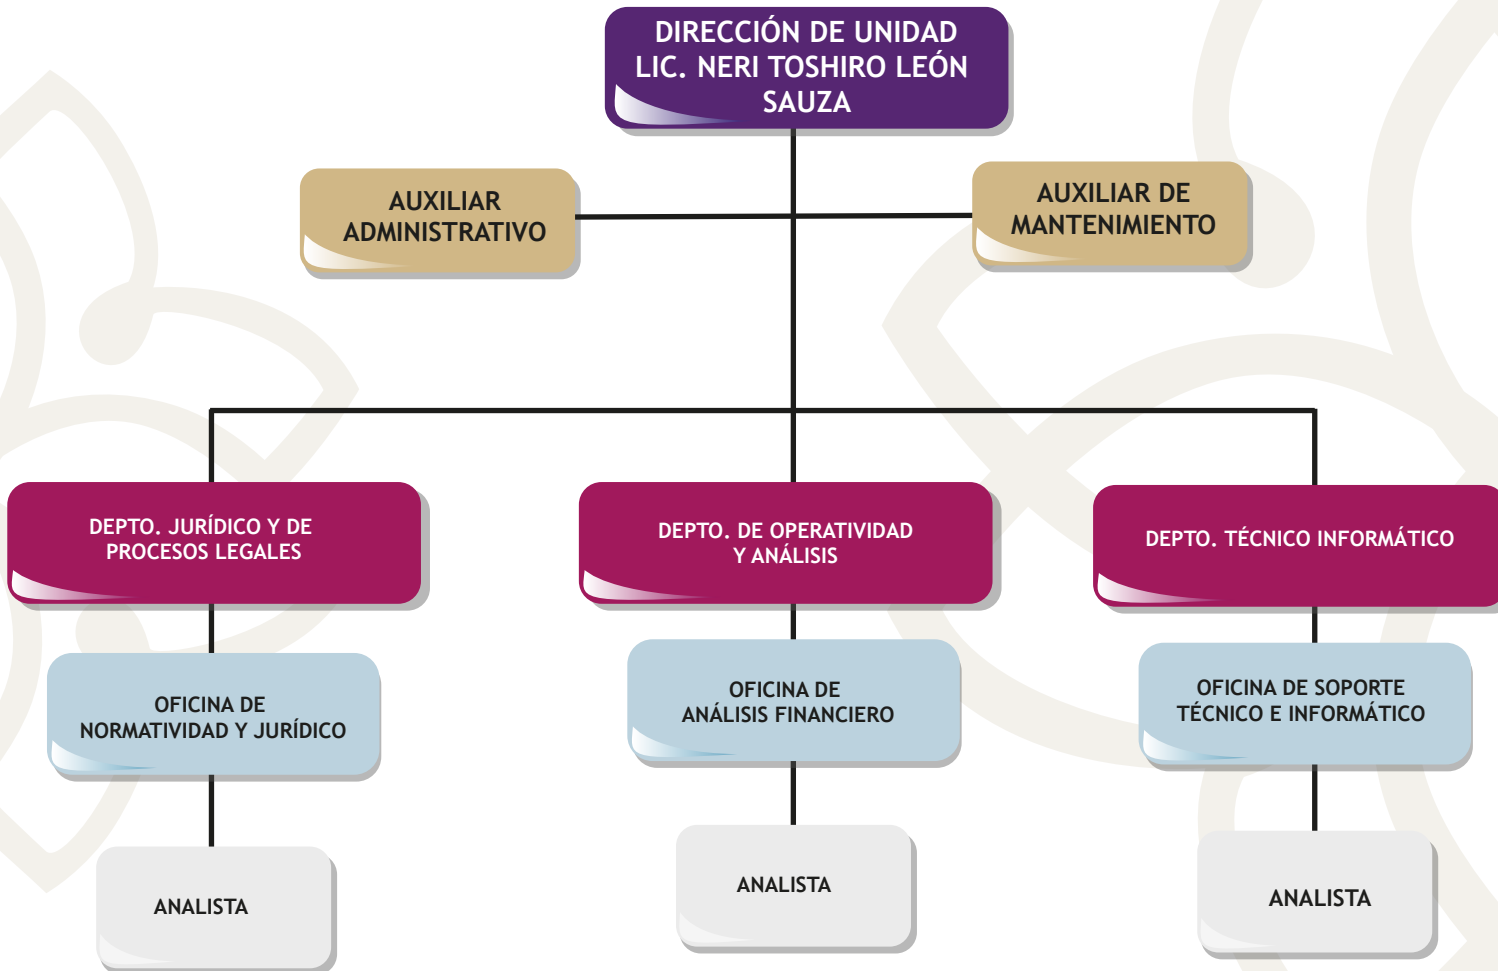 DIRECCIÓN DE UNIDAD
LIC. NERI TOSHIRO LEÓN
SAUZA
AUXILIAR
ADMINISTRATIVO
AUXILIAR DE
MANTENIMIENTO
DEPTO. JURÍDICO Y DE
PROCESOS LEGALES
DEPTO. DE OPERATIVIDAD
Y ANÁLISIS
DEPTO. TÉCNICO INFORMÁTICO
OFICINA DE
NORMATIVIDAD Y JURÍDICO
OFICINA DE
ANÁLISIS FINANCIERO
OFICINA DE SOPORTE
TÉCNICO E INFORMÁTICO
ANALISTA
ANALISTA
ANALISTA